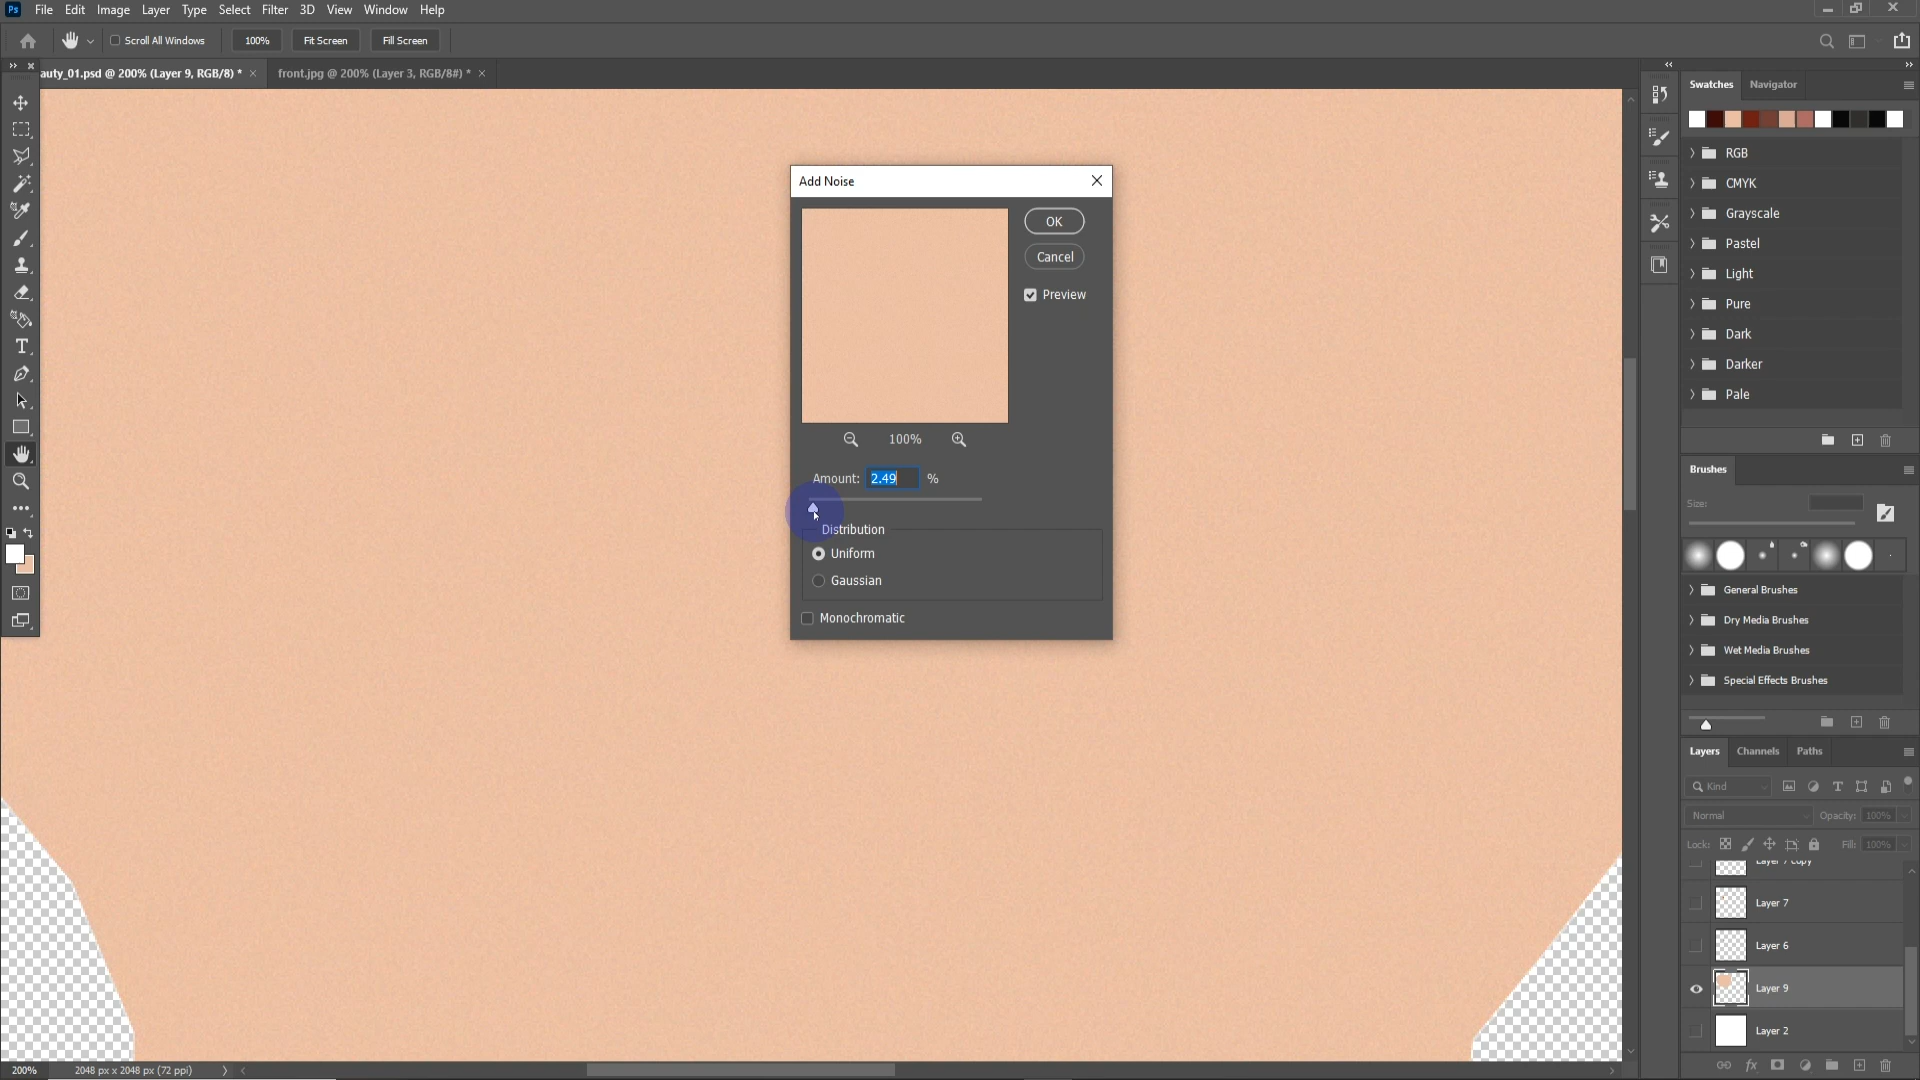 Ps File Edit Image Layer Type Select Filter 3D View Window Help
Scroll All Windows 100% Fit Screen Fill Screen
auty_01.psd @ 200% (Layer 9, RGB/8) * front.jpg @ 200% (Layer 3, RGB/8#) *
Add Noise
OK
Cancel
Preview
100%
Amount: 2.49 %
Distribution
Uniform
Gaussian
Monochromatic
Swatches Navigator
RGB
CMYK
Grayscale
Pastel
Light
Pure
Dark
Darker
Pale
Brushes
Size:
General Brushes
Dry Media Brushes
Wet Media Brushes
Special Effects Brushes
Layers Channels Paths
Kind
Normal Opacity: 100%
Lock: Fill: 100%
Layer 7 copy
Layer 7
Layer 6
Layer 9
Layer 2
200% 2048 px x 2048 px (72 ppi)